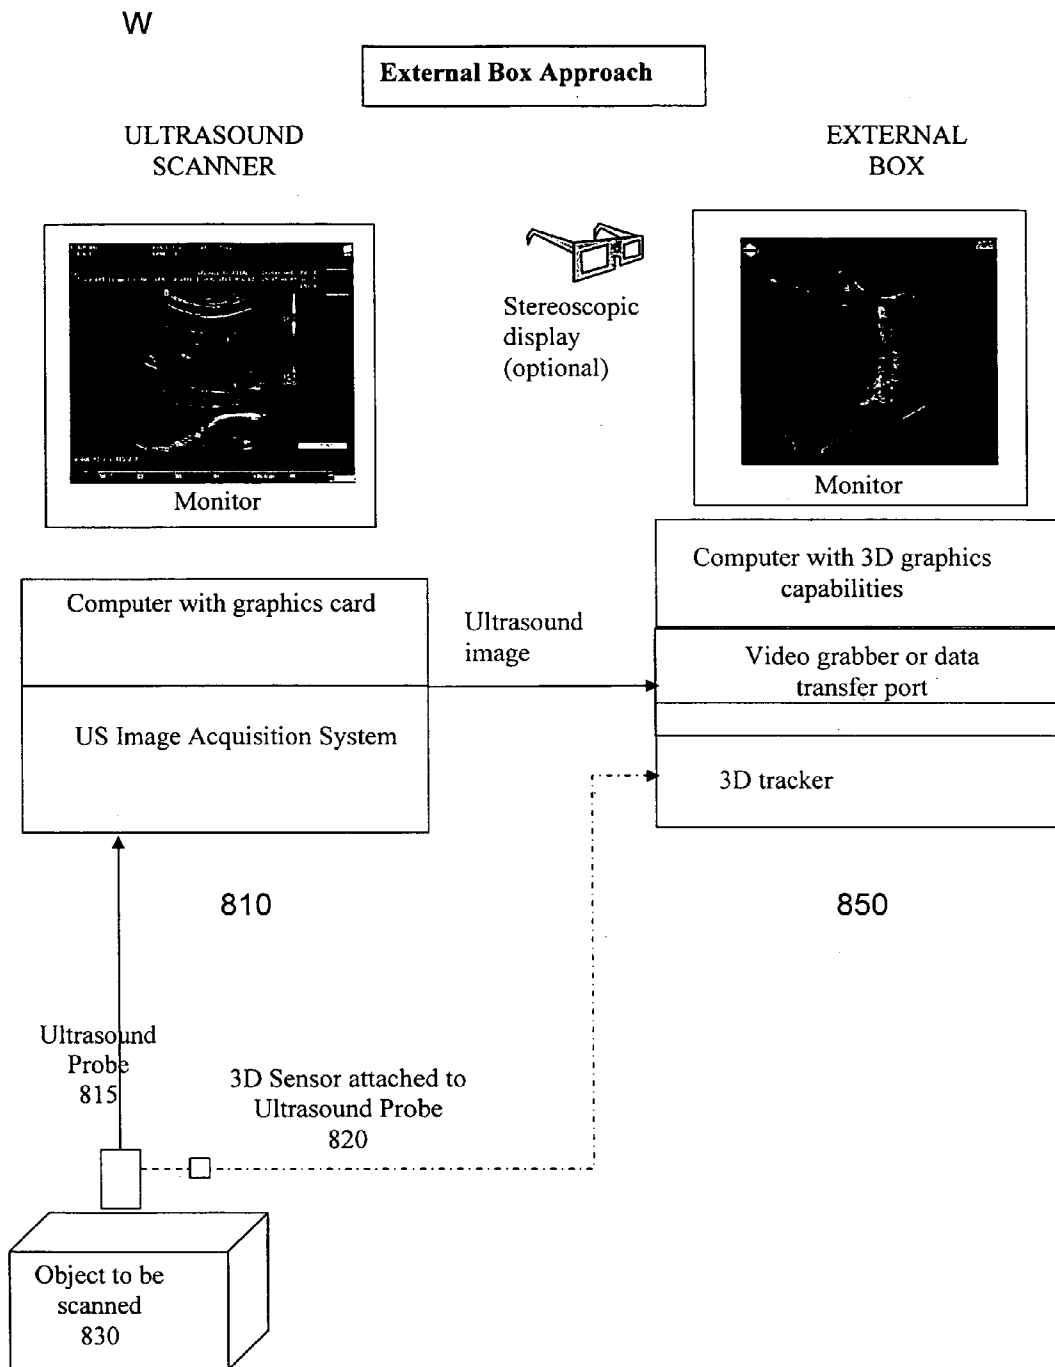 W
External Box Approach
ULTRASOUND
SCANNER
EXTERNAL
BOX
Stereoscopic
display
(optional)
Monitor
Monitor
Computer with graphics card
US Image Acquisition System
Ultrasound
image
Computer with 3D graphics
capabilities
Video grabber or data
transfer port
3D tracker
810
850
Ultrasound
Probe
815
3D Sensor attached to
Ultrasound Probe
820
Object to be
scanned
830